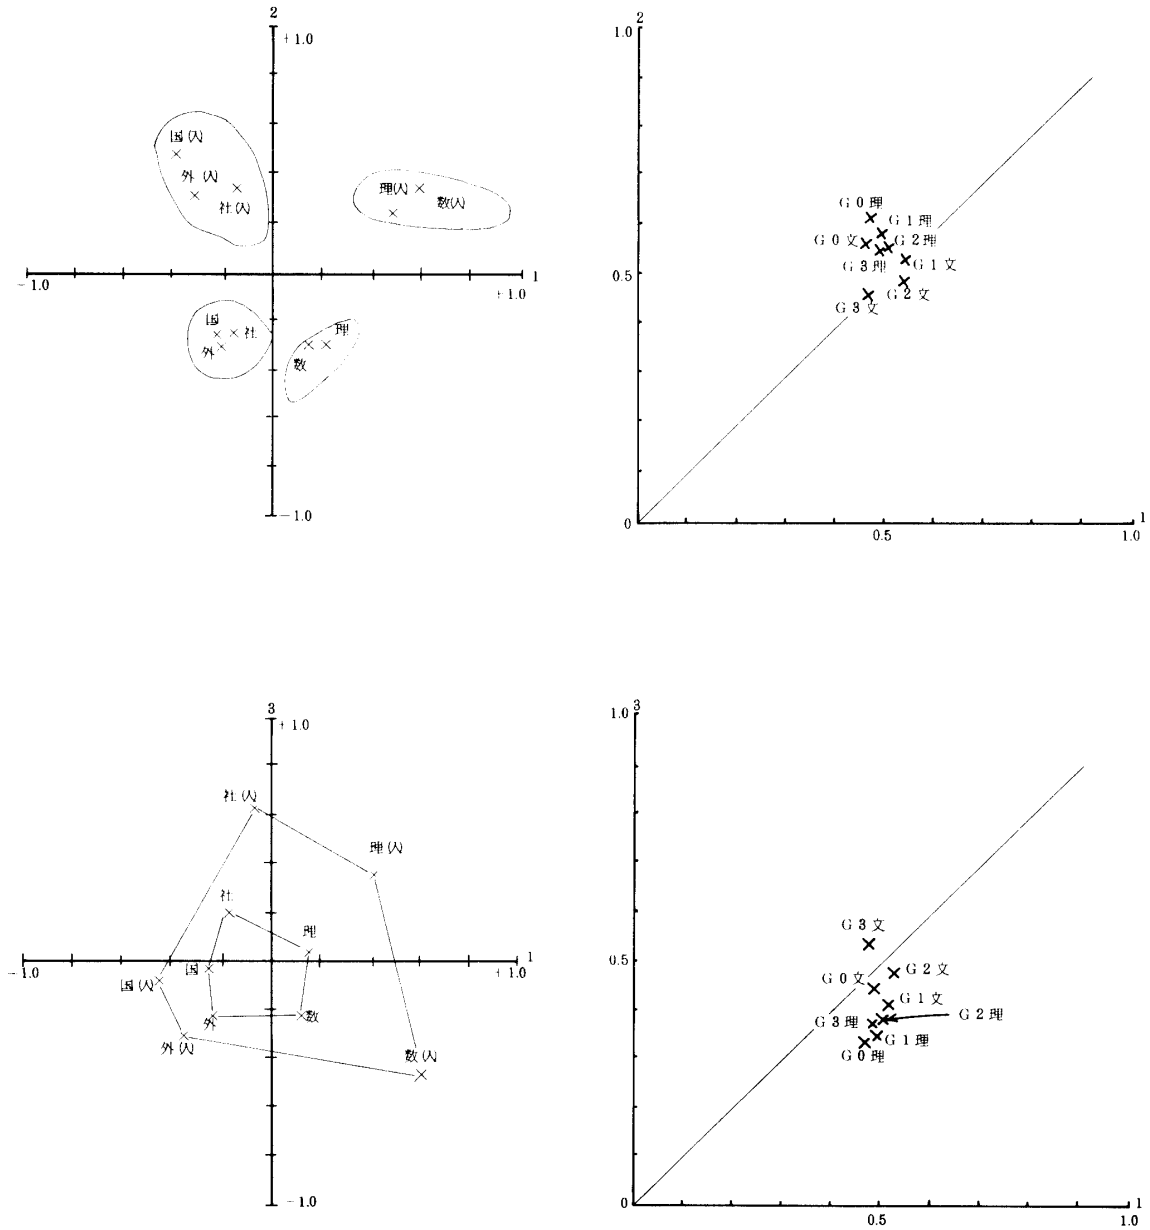 2
+1.0
国(入)
外(入)
社(入)
理(入)
数(入)
-1.0
1
+1.0
国
社
外
理
数
-1.0
2
1.0
G0理
G1理
G0文
G2理
G3理
G1文
G2文
G3文
0.5
0
0.5
1.0
1
3
+1.0
社(入)
理(入)
社
理
-1.0
1
+1.0
国(入)
国
外
数
外(入)
数(入)
-1.0
3
1.0
G3文
0.5
G2文
G0文
G1文
G3理
G2理
G1理
G0理
0
0.5
1.0
1